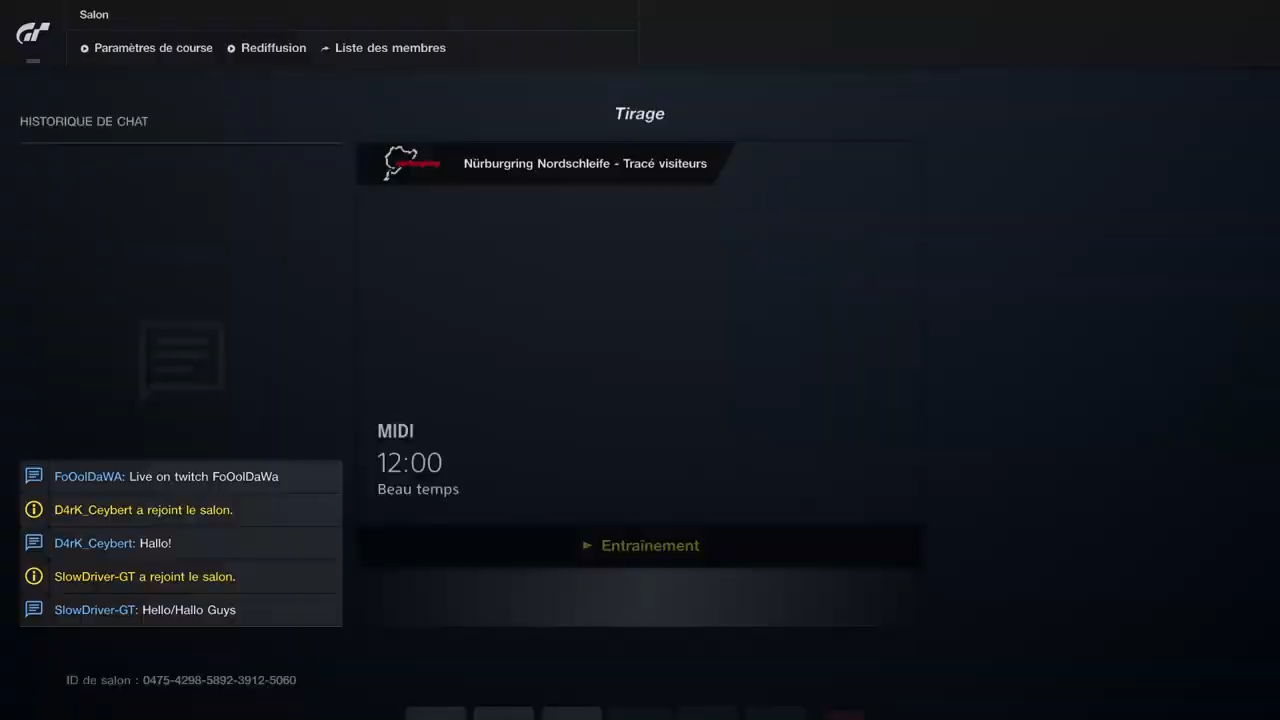 Salon
Paramètres de course
Rediffusion
Liste des membres
HISTORIQUE DE CHAT
Tirage
Nürburgring Nordschleife - Tracé visiteurs
MIDI
12:00
Beau temps
FoOolDaWA: Live on twitch FoOolDaWa
D4rK_Ceybert a rejoint le salon.
D4rK_Ceybert: Hallo!
SlowDriver-GT a rejoint le salon.
SlowDriver-GT: Hello/Hallo Guys
Entraînement
ID de salon : 0475-4298-5892-3912-5060